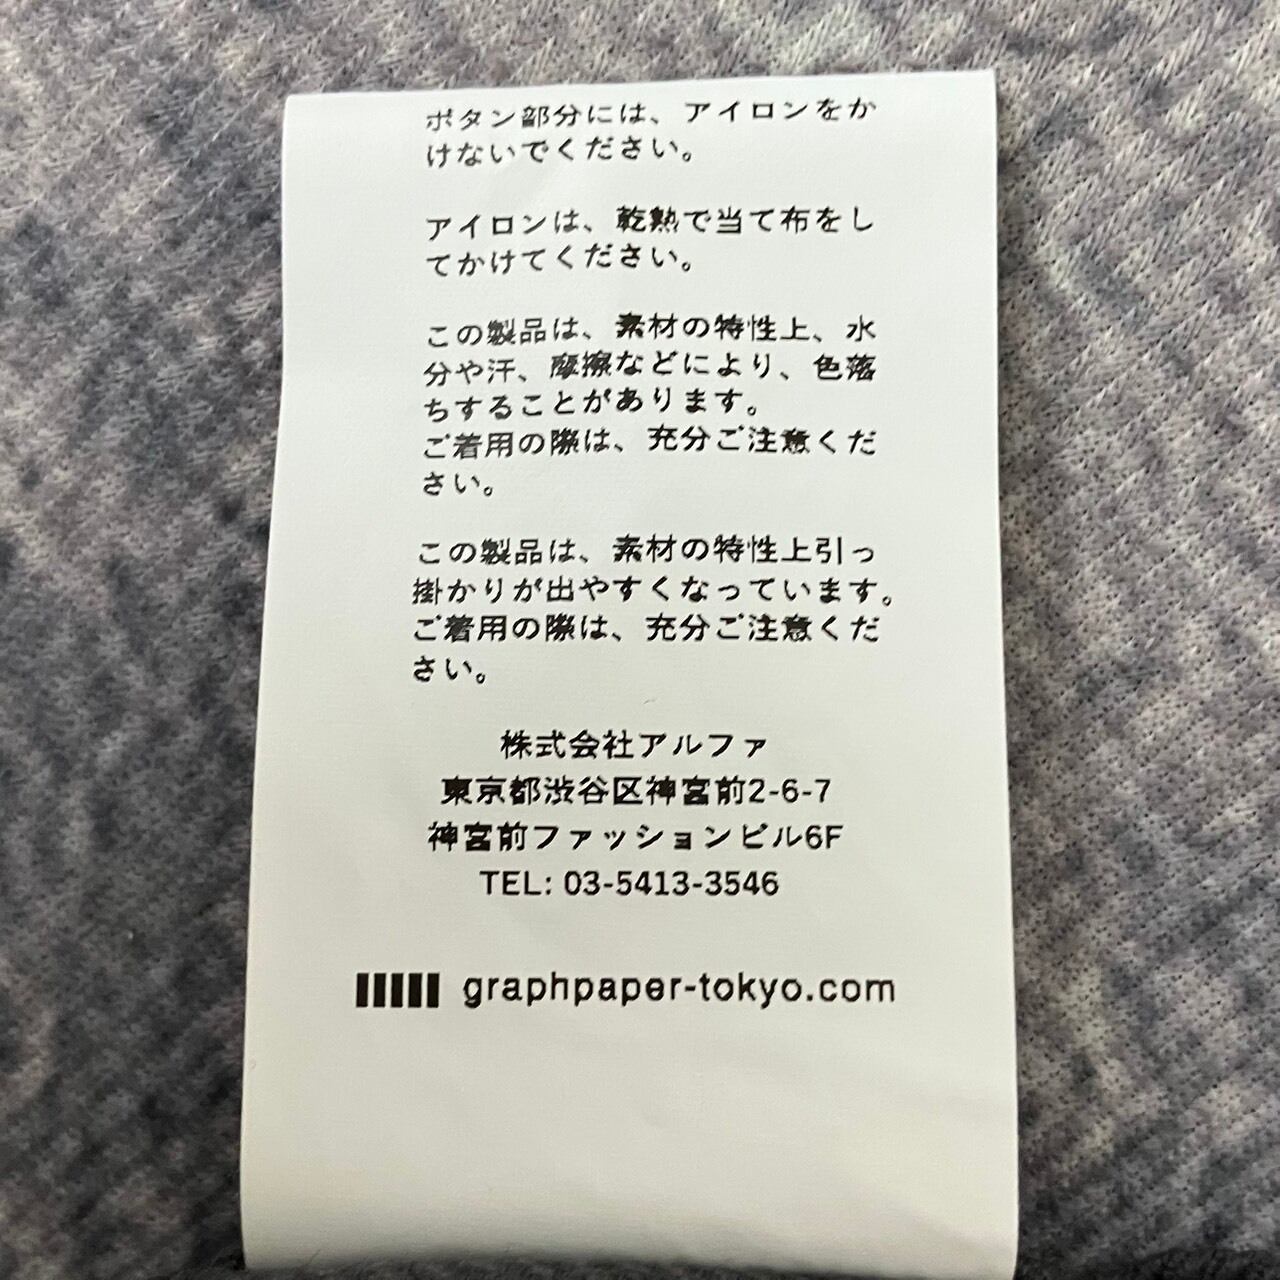 ボタン部分には、アイロンをか
けないでください。
アイロンは、乾熱で当て布をし
てかけてください。
この製品は、素材の特性上、水
分や汗、摩擦などにより、色落
ちすることがあります。
ご着用の際は、充分ご注意くだ
さい。
この製品は、素材の特性上引っ
掛かりが出やすくなっています。
ご着用の際は、充分ご注意くだ
さい。
株式会社アルファ
東京都渋谷区神宮前2-6-7
神宮前ファッションビル6F
TEL: 03-5413-3546
graphpaper-tokyo.com